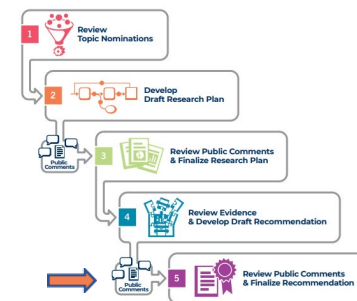 1
Review
Topic Nominations
2
Develop
Draft Research Plan
Public
Comments
3
Review Public Comments
& Finalize Research Plan
4
Review Evidence
& Develop Draft Recommendation
Public
Comments
5
Review Public Comments
& Finalize Recommendation